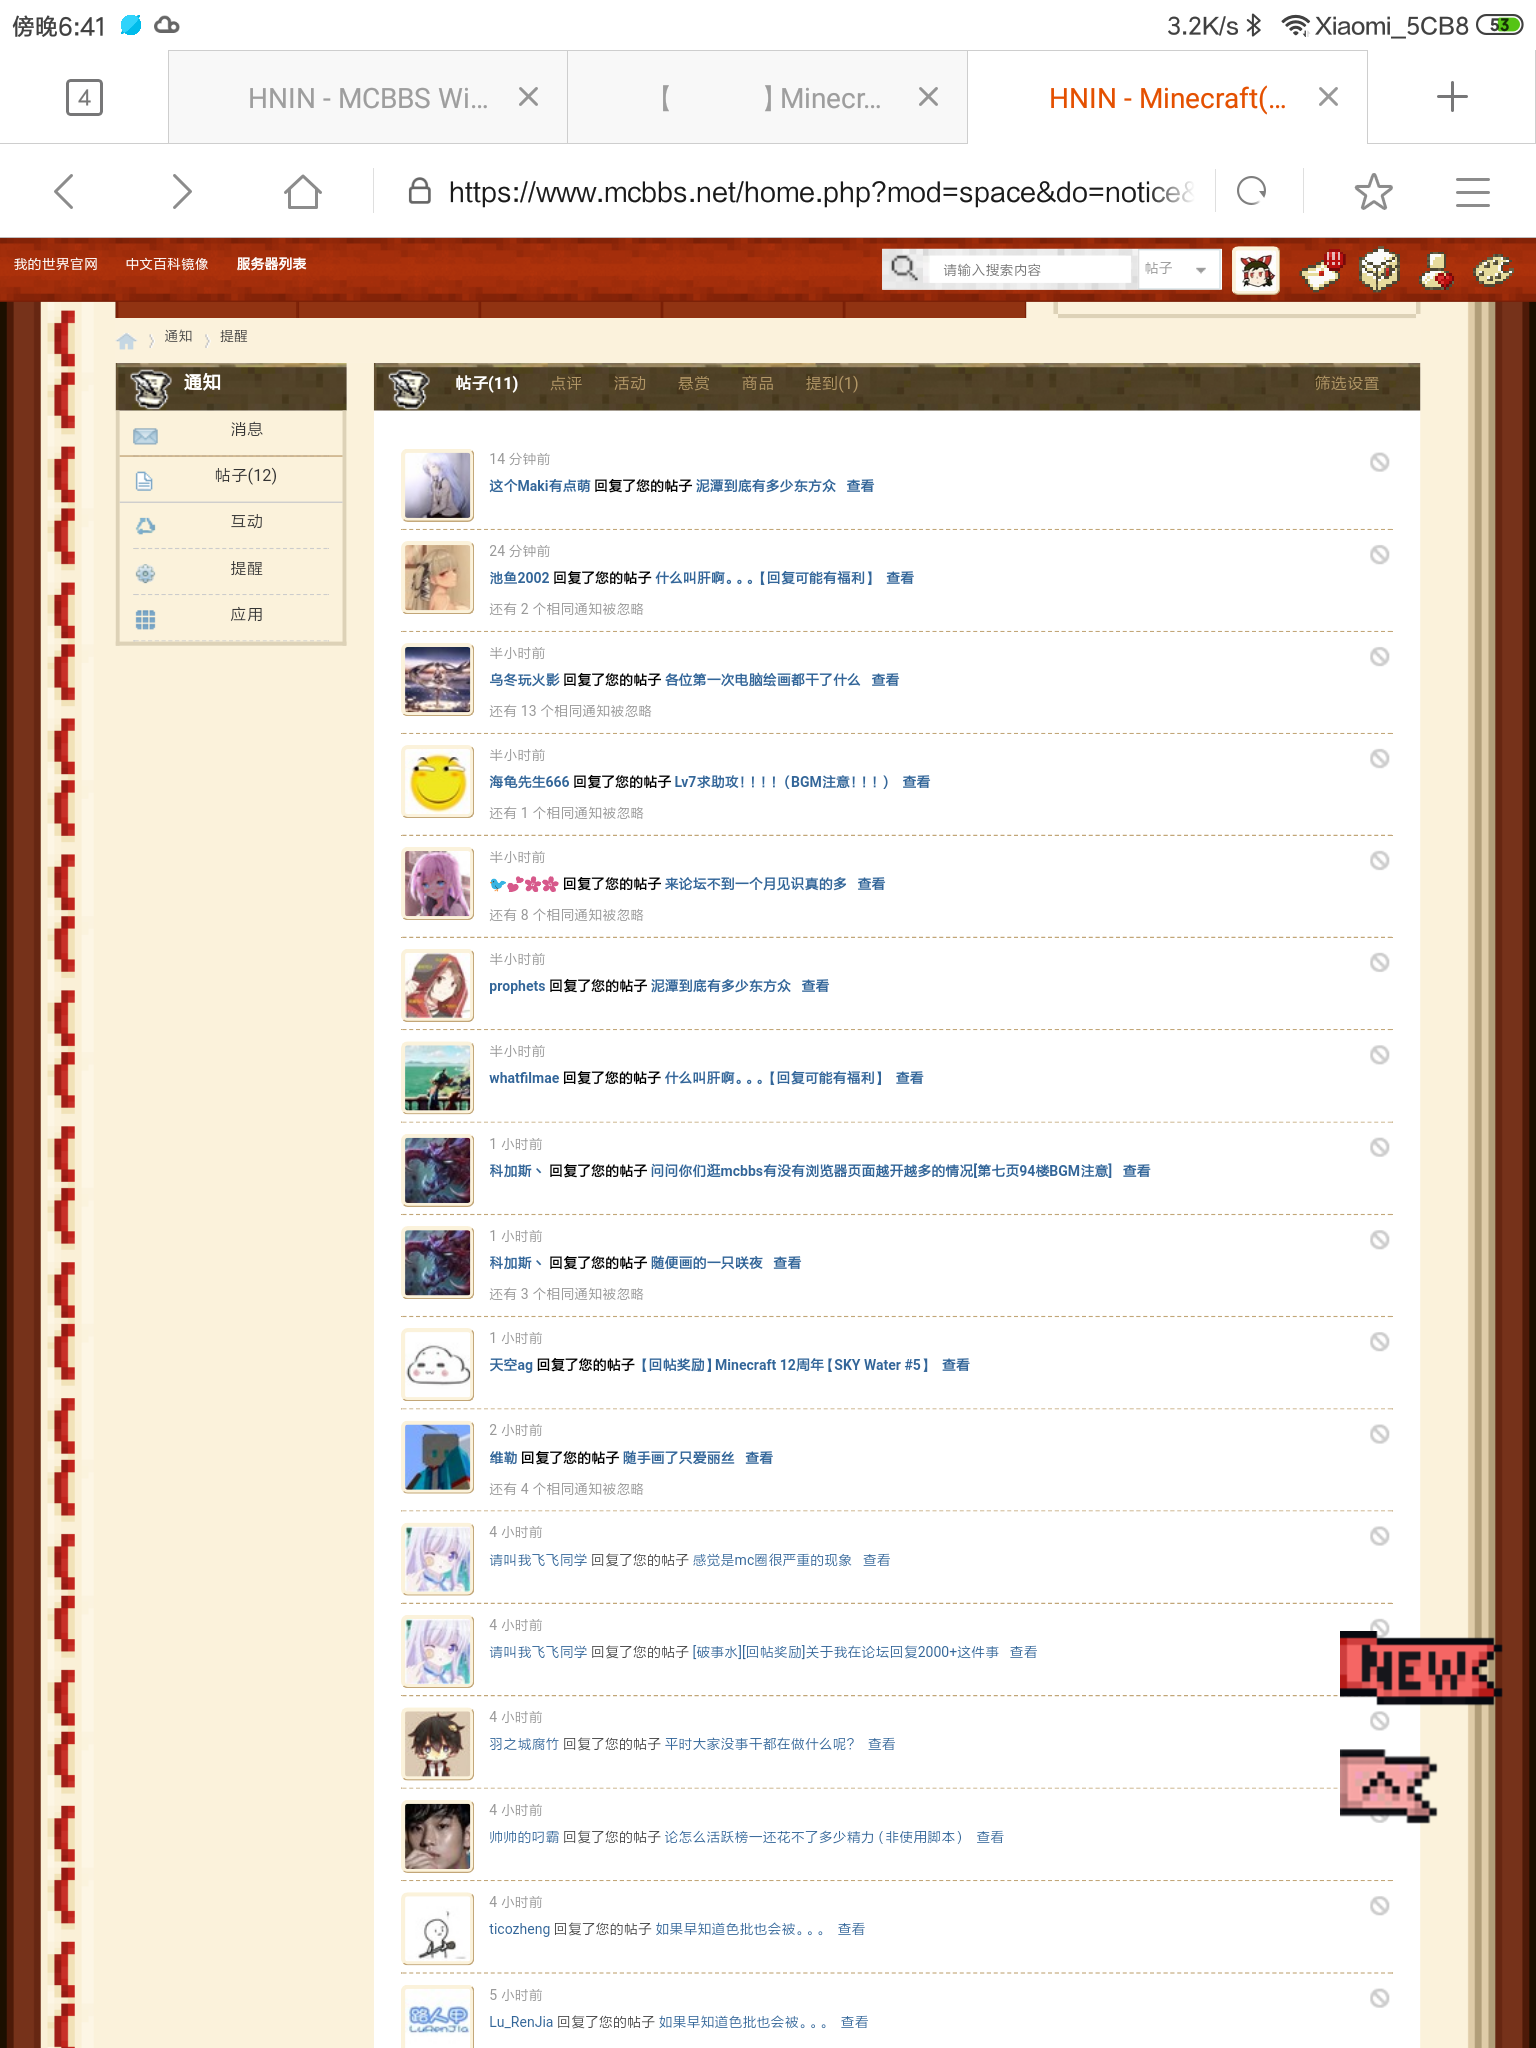 傍晚6:41
3.2K/s Xiaomi_5CB8 53
4
HNIN - MCBBS Wi...
【 】Minecr...
HNIN - Minecraft(...
https://www.mcbbs.net/home.php?mod=space&do=notice&
我的世界官网 中文百科镜像 服务器列表
请输入搜索内容 帖子
通知 提醒
通知
消息
帖子(12)
互动
提醒
应用
帖子(11) 点评 活动 悬赏 商品 提到(1) 筛选设置
14 分钟前
这个Maki有点萌 回复了您的帖子 泥潭到底有多少东方众 查看
24 分钟前
池鱼2002 回复了您的帖子 什么叫肝啊。。。【回复可能有福利】 查看
还有 2 个相同通知被忽略
半小时前
乌冬玩火影 回复了您的帖子 各位第一次电脑绘画都干了什么 查看
还有 13 个相同通知被忽略
半小时前
海龟先生666 回复了您的帖子 Lv7求助攻！！！！（BGM注意！！！） 查看
还有 1 个相同通知被忽略
半小时前
🐦💕🌺🌺 回复了您的帖子 来论坛不到一个月见识真的多 查看
还有 8 个相同通知被忽略
半小时前
prophets 回复了您的帖子 泥潭到底有多少东方众 查看
半小时前
whatfilmae 回复了您的帖子 什么叫肝啊。。。【回复可能有福利】 查看
1 小时前
科加斯丶 回复了您的帖子 问问你们逛mcbbs有没有浏览器页面越开越多的情况[第七页94楼BGM注意] 查看
1 小时前
科加斯丶 回复了您的帖子 随便画的一只咲夜 查看
还有 3 个相同通知被忽略
1 小时前
天空ag 回复了您的帖子 【回帖奖励】Minecraft 12周年【SKY Water #5】 查看
2 小时前
维勒 回复了您的帖子 随手画了只爱丽丝 查看
还有 4 个相同通知被忽略
4 小时前
请叫我飞飞同学 回复了您的帖子 感觉是mc圈很严重的现象 查看
4 小时前
请叫我飞飞同学 回复了您的帖子 [破事水][回帖奖励]关于我在论坛回复2000+这件事 查看
NEW
4 小时前
羽之城腐竹 回复了您的帖子 平时大家没事干都在做什么呢？ 查看
4 小时前
帅帅的叼霸 回复了您的帖子 论怎么活跃榜一还花不了多少精力（非使用脚本） 查看
4 小时前
ticozheng 回复了您的帖子 如果早知道色批也会被。。。 查看
5 小时前
Lu_RenJia 回复了您的帖子 如果早知道色批也会被。。。 查看
路人甲
LuRenJia